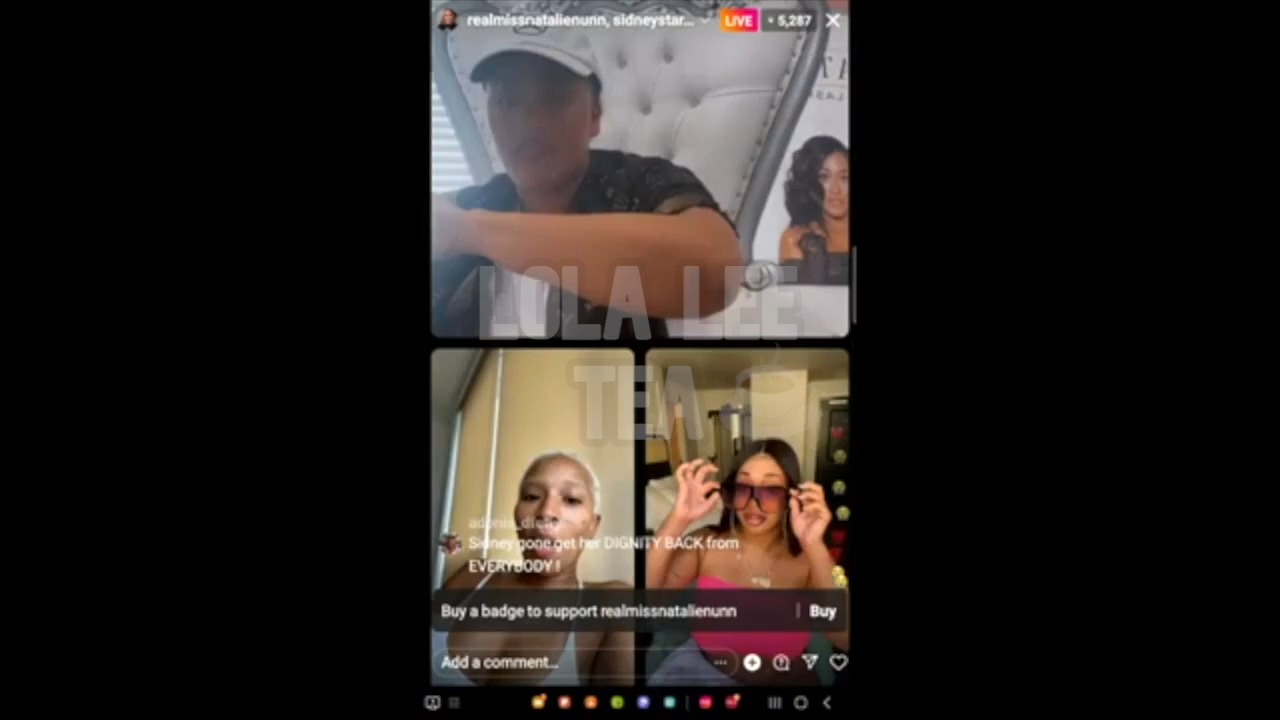 realmissnatalienunn, sidneystar...
LIVE
5,287
LOLA LEE
TEA
Sidney gone get her DIGNITY BACK from
EVERYBODY !
Buy a badge to support realmissnatalienunn
Buy
Add a comment...